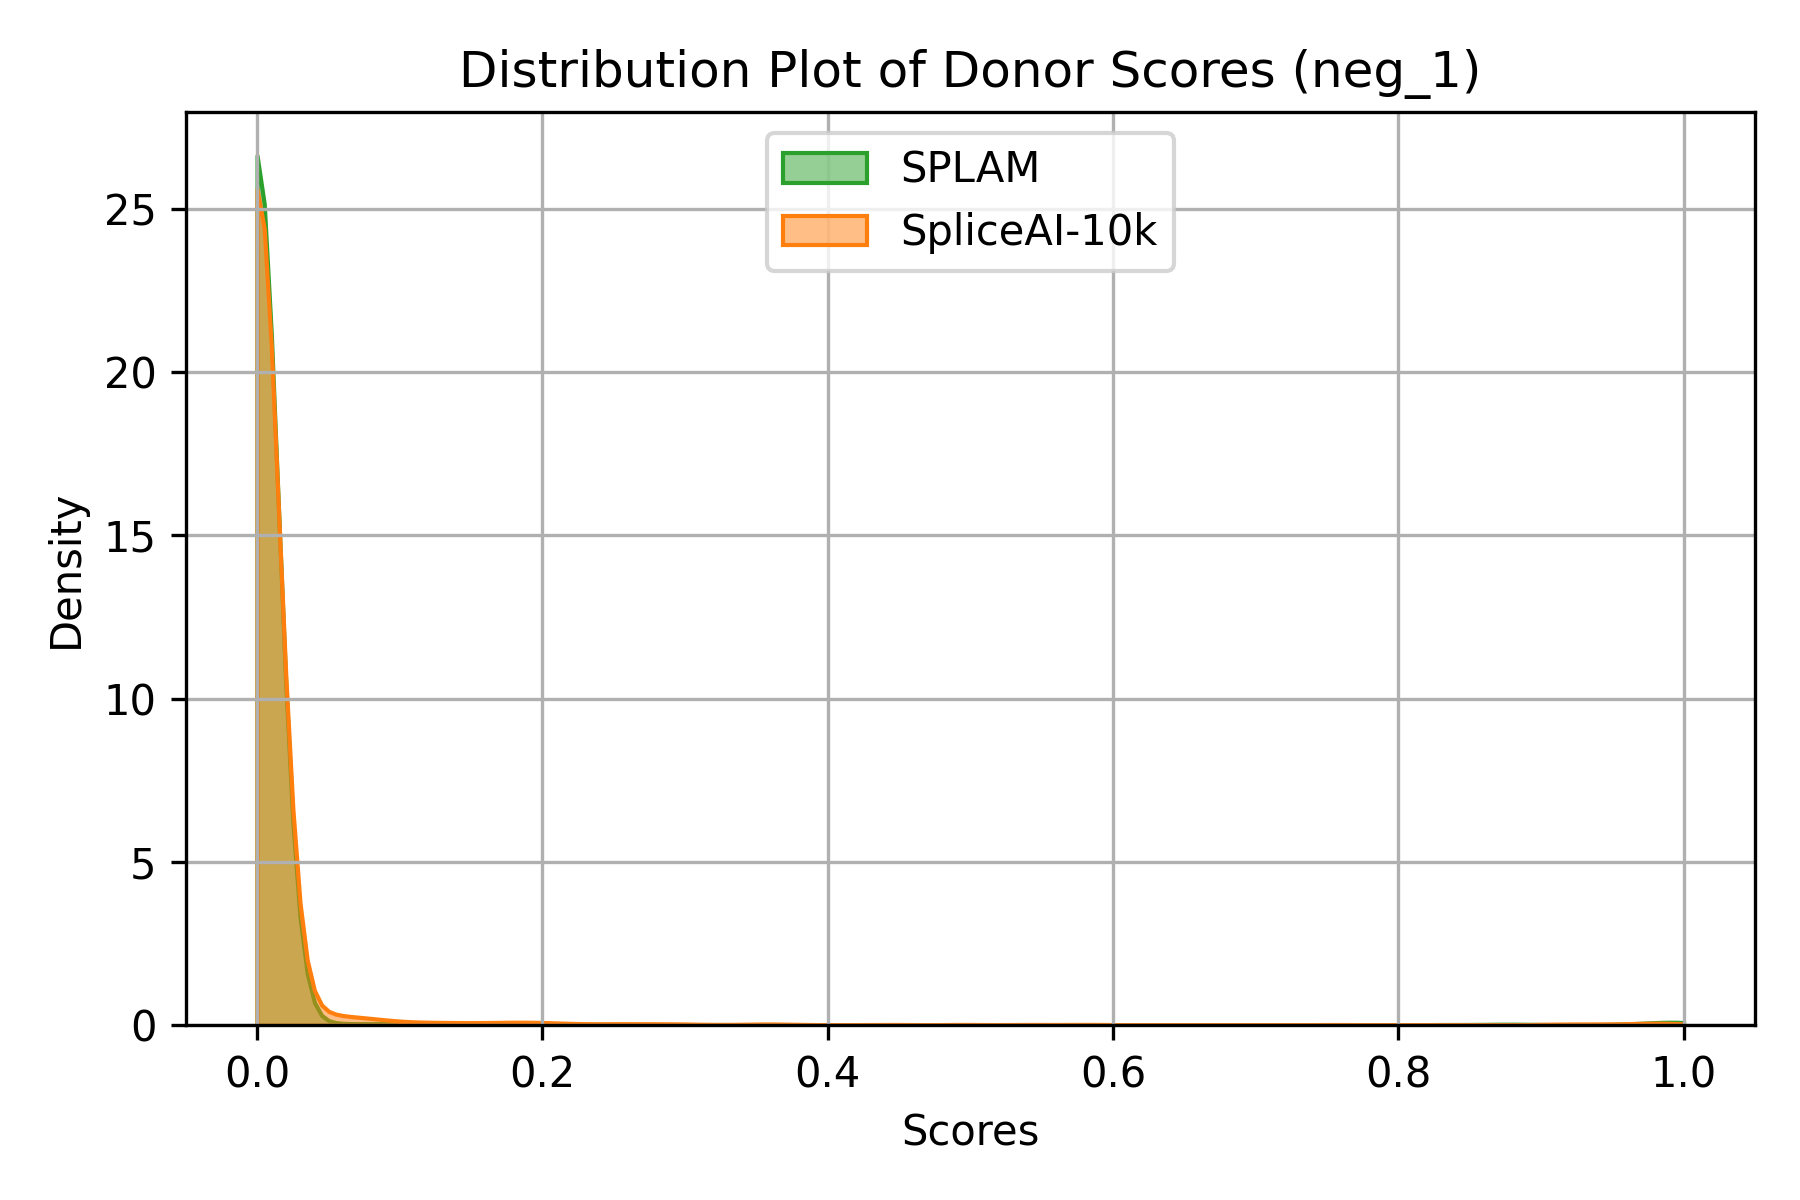 Distribution Plot of Donor Scores (neg_1)
SPLAM
SpliceAI-10k
Density
25
20
15
10
5
0
0.0 0.2 0.4 0.6 0.8 1.0
Scores